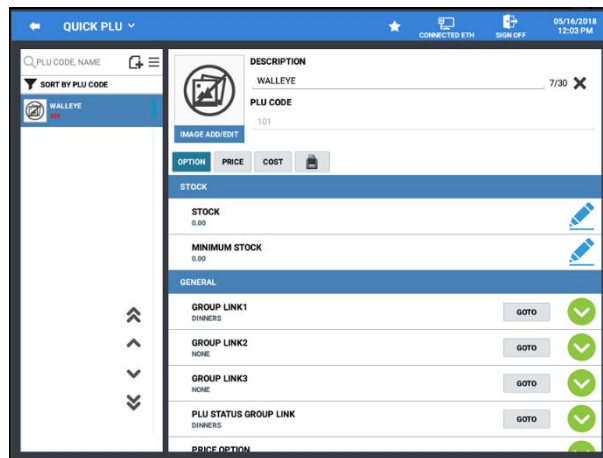 QUICK PLU
CONNECTED ETH
SIGN OFF
05/16/2018
12:03 PM
PLU CODE, NAME
SORT BY PLU CODE
WALLEYE
101
DESCRIPTION
WALLEYE
7/30
PLU CODE
101
IMAGE ADD/EDIT
OPTION PRICE COST
STOCK
STOCK
0.00
MINIMUM STOCK
0.00
GENERAL
GROUP LINK1
DINNERS
GOTO
GROUP LINK2
NONE
GOTO
GROUP LINK3
NONE
GOTO
PLU STATUS GROUP LINK
DINNERS
GOTO
PRICE OPTION